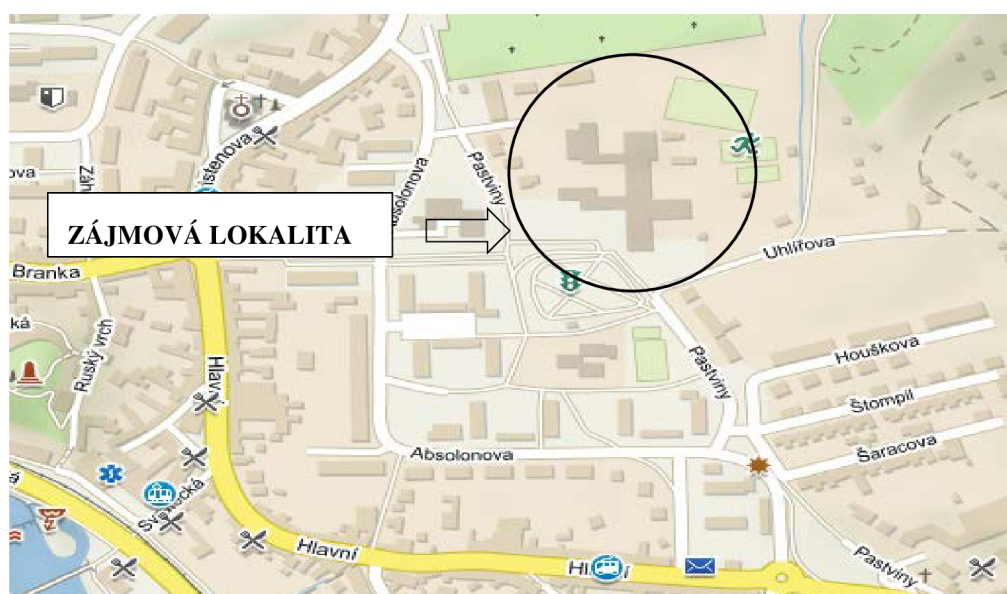 Pastviny
Absolonova
ZÁJMOVÁ LOKALITA
Uhlířova
Branka
Ruský vrch
Hlavní
Houškova
Pastviny
Štompil
Šaracova
Absolonova
Hlavní
Pastviny